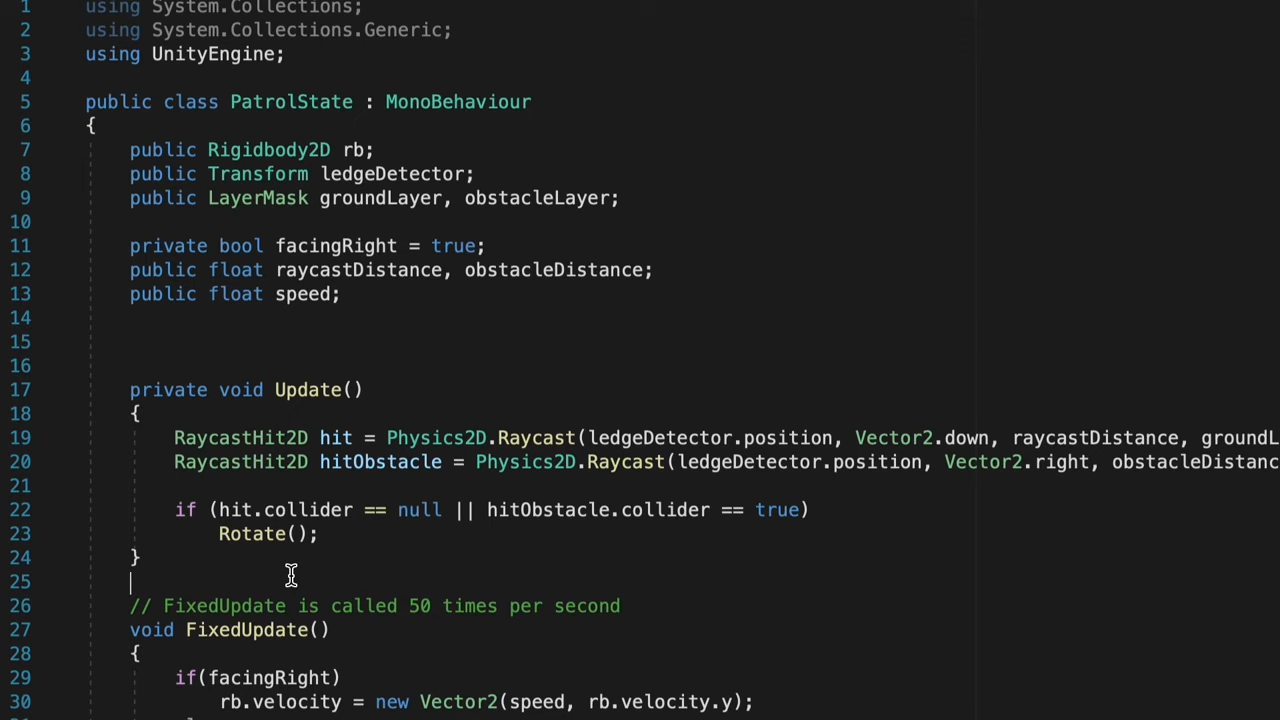 1 using System.Collections;
2 using System.Collections.Generic;
3 using UnityEngine;
4
5 public class PatrolState : MonoBehaviour
6 {
7 public Rigidbody2D rb;
8 public Transform ledgeDetector;
9 public LayerMask groundLayer, obstacleLayer;
10
11 private bool facingRight = true;
12 public float raycastDistance, obstacleDistance;
13 public float speed;
14
15
16
17 private void Update()
18 {
19 RaycastHit2D hit = Physics2D.Raycast(ledgeDetector.position, Vector2.down, raycastDistance, groundL
20 RaycastHit2D hitObstacle = Physics2D.Raycast(ledgeDetector.position, Vector2.right, obstacleDistanc
21
22 if (hit.collider == null || hitObstacle.collider == true)
23 Rotate();
24 }
25
26 // FixedUpdate is called 50 times per second
27 void FixedUpdate()
28 {
29 if(facingRight)
30 rb.velocity = new Vector2(speed, rb.velocity.y);